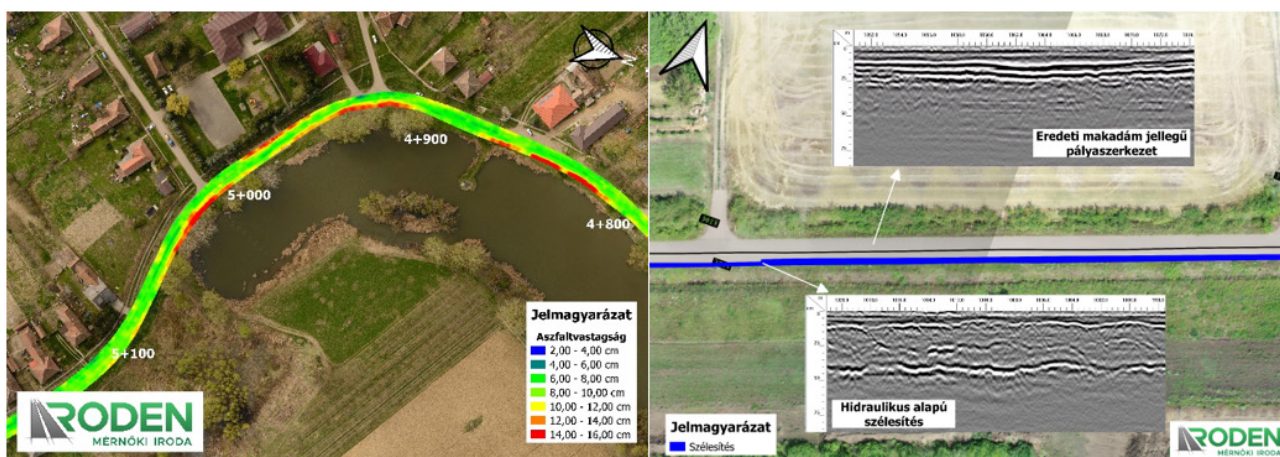 4+900
5+000
4+800
5+100
Jelmagyarázat
Aszfaltvastagság
2,00 - 4,00 cm
4,00 - 6,00 cm
6,00 - 8,00 cm
8,00 - 10,00 cm
10,00 - 12,00 cm
12,00 - 14,00 cm
14,00 - 16,00 cm
RODEN
MÉRNÖKI IRODA
Eredeti makadám jellegű
pályaszerkezet
Hidraulikus alapú
szélesítés
Jelmagyarázat
Szélesítés
RODEN
MÉRNÖKI IRODA